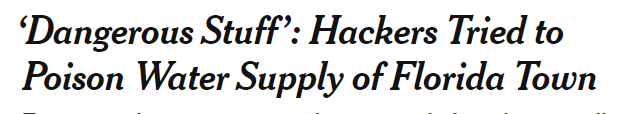 ‘Dangerous Stuff’: Hackers Tried to
Poison Water Supply of Florida Town